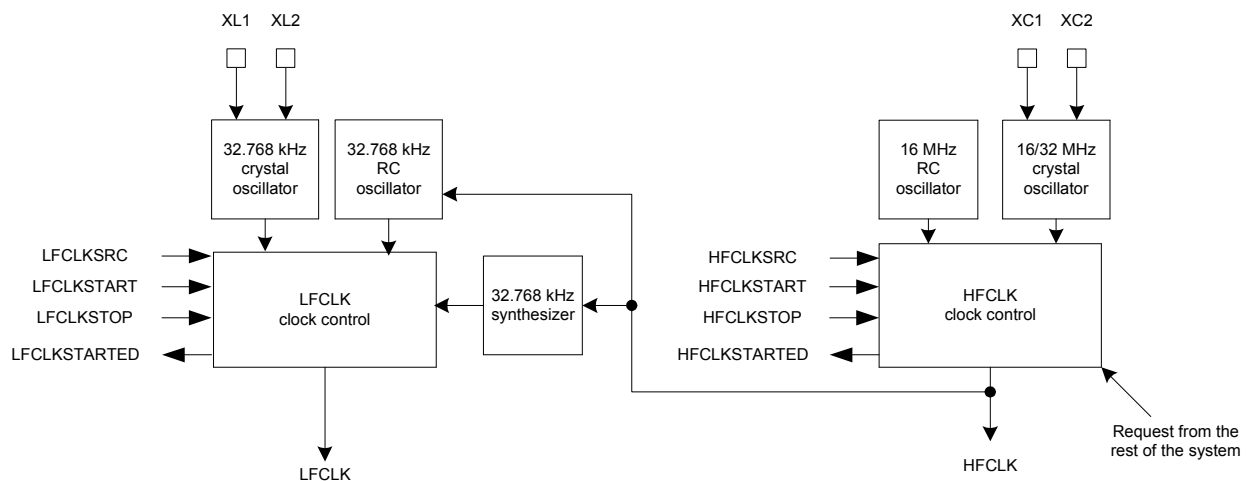 XL1
XL2
XC1
XC2
32.768 kHz
crystal
oscillator
32.768 kHz
RC
oscillator
16 MHz
RC
oscillator
16/32 MHz
crystal
oscillator
LFCLKSRC
LFCLKSTART
LFCLKSTOP
LFCLKSTARTED
LFCLK
clock control
32.768 kHz
synthesizer
HFCLKSRC
HFCLKSTART
HFCLKSTOP
HFCLKSTARTED
HFCLK
clock control
Request from the
rest of the system
LFCLK
HFCLK